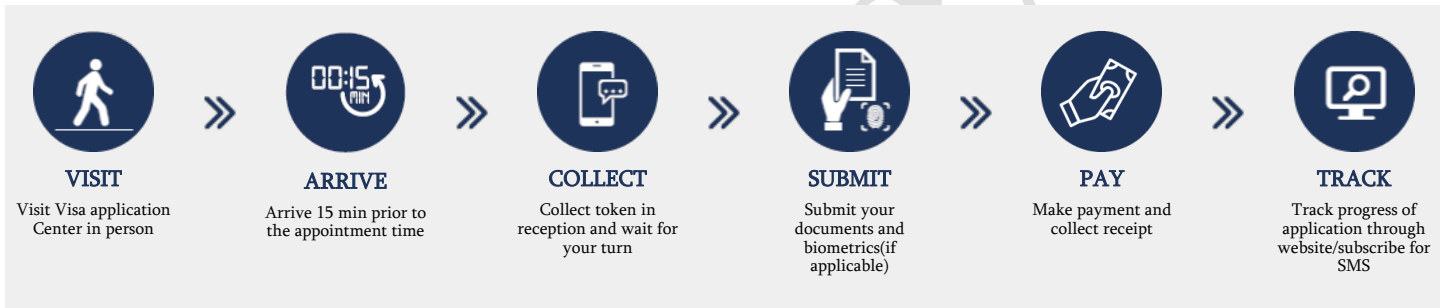 00:15
MIN
VISIT
Visit Visa application
Center in person
ARRIVE
Arrive 15 min prior to
the appointment time
COLLECT
Collect token in
reception and wait for
your turn
SUBMIT
Submit your
documents and
biometrics(if
applicable)
PAY
Make payment and
collect receipt
TRACK
Track progress of
application through
website/subscribe for
SMS